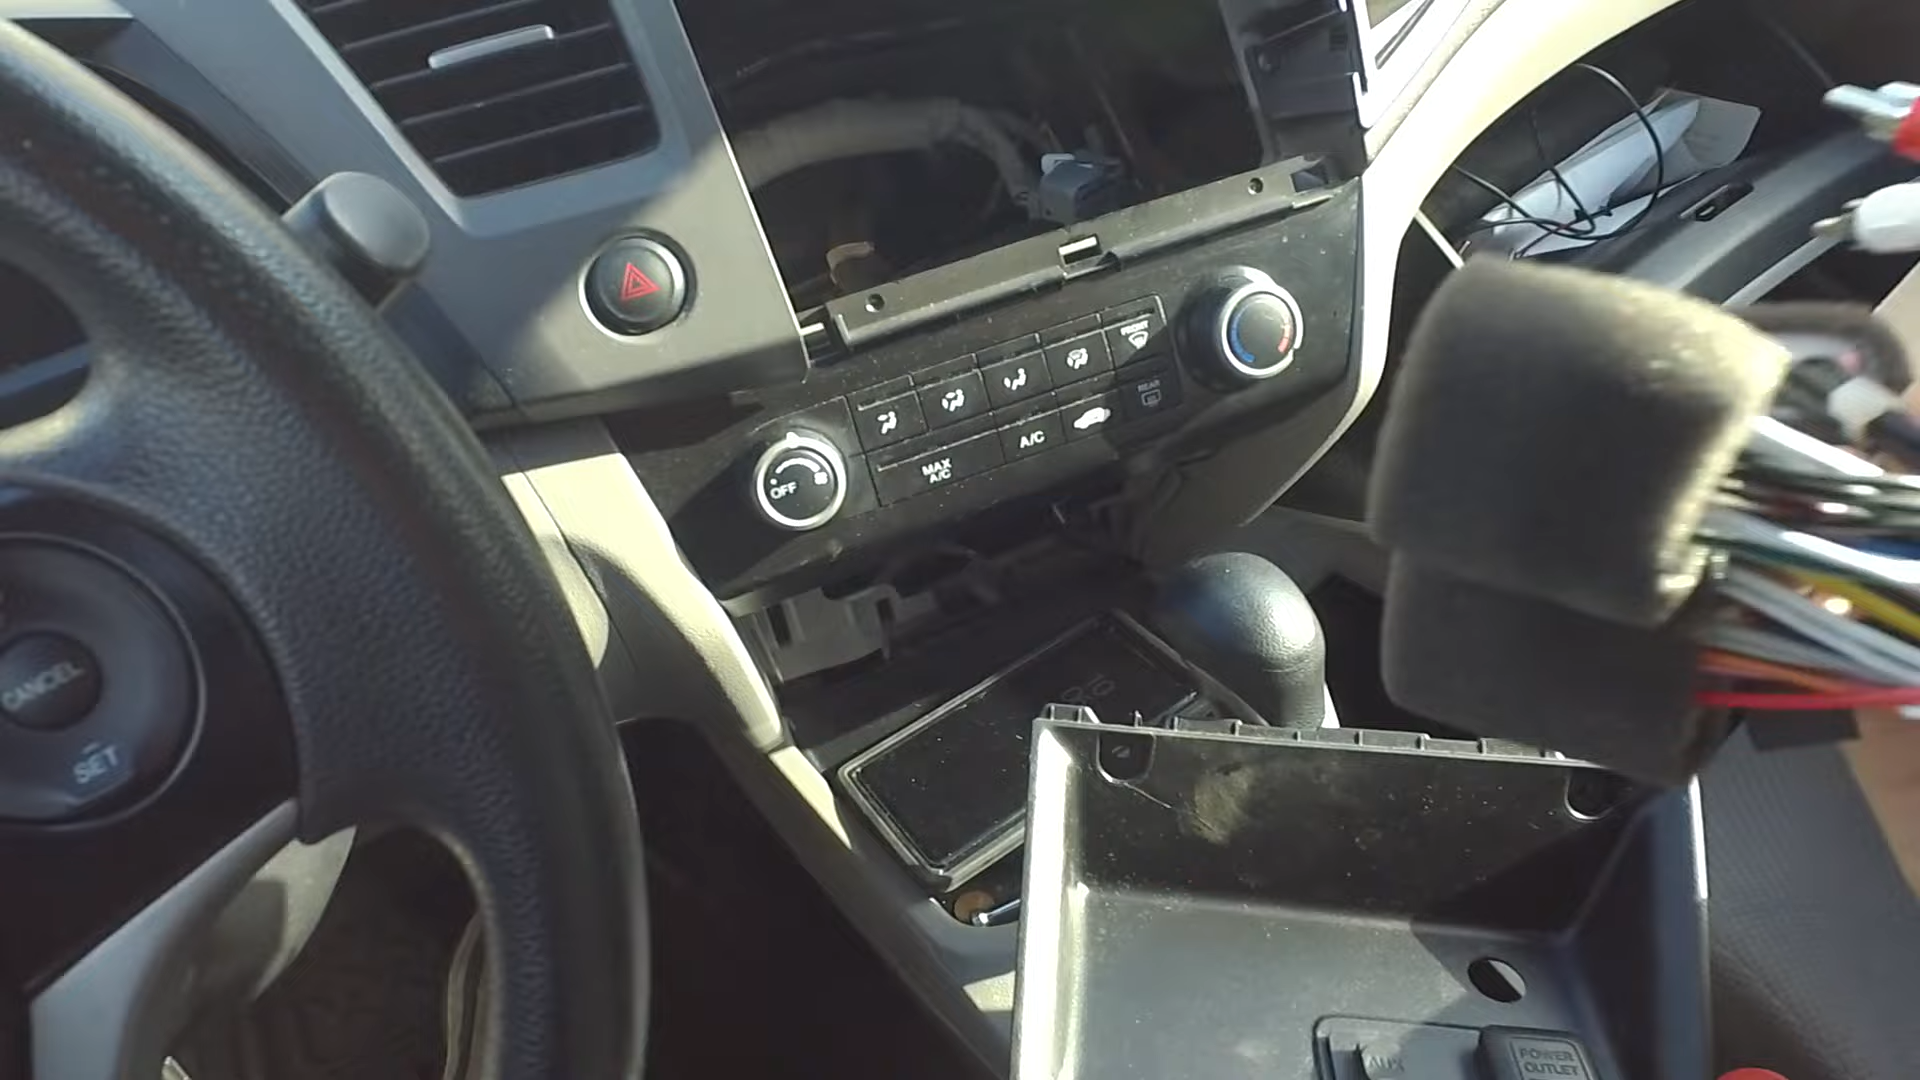 FRONT
REAR
A/C
MAX
A/C
OFF
CANCEL
SET
AUX
POWER
OUTLET